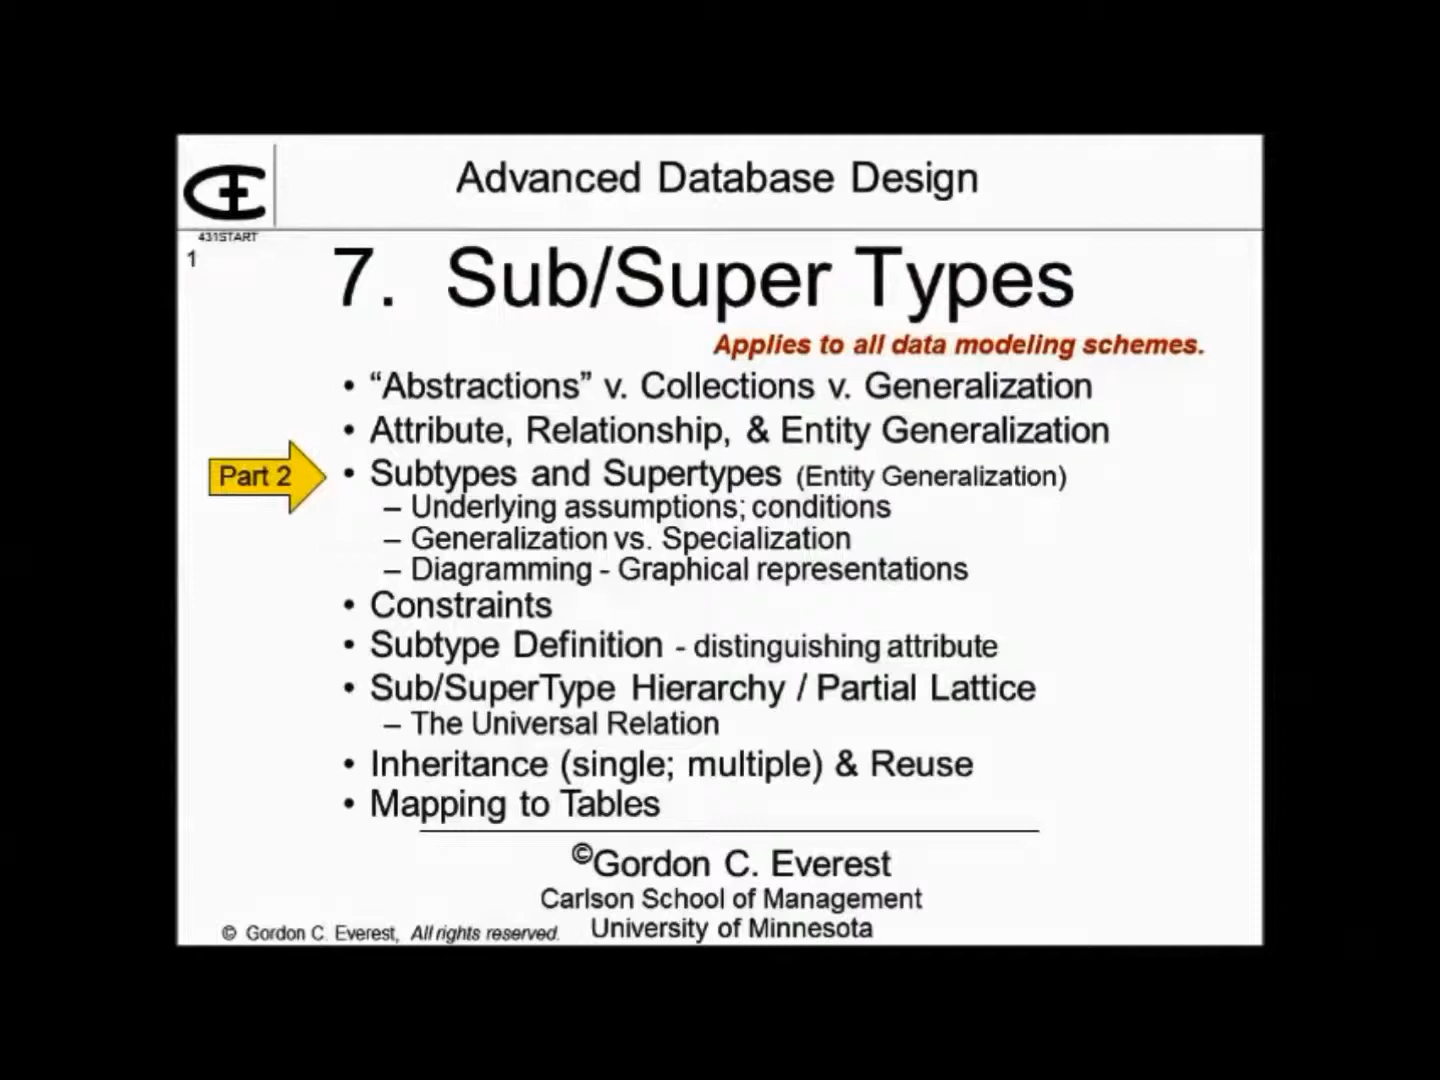 Advanced Database Design
431START
1
7. Sub/Super Types
Applies to all data modeling schemes.
• “Abstractions” v. Collections v. Generalization
• Attribute, Relationship, & Entity Generalization
Part 2
• Subtypes and Supertypes (Entity Generalization)
– Underlying assumptions; conditions
– Generalization vs. Specialization
– Diagramming - Graphical representations
• Constraints
• Subtype Definition - distinguishing attribute
• Sub/SuperType Hierarchy / Partial Lattice
– The Universal Relation
• Inheritance (single; multiple) & Reuse
• Mapping to Tables
©Gordon C. Everest
Carlson School of Management
University of Minnesota
© Gordon C. Everest, All rights reserved.